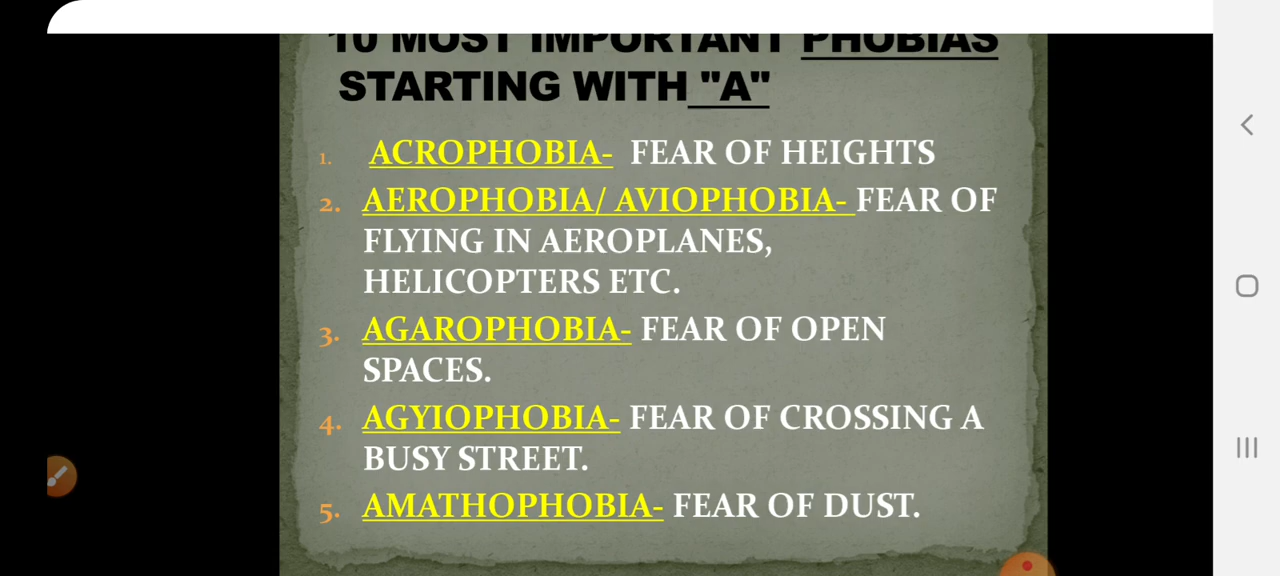 10 MOST IMPORTANT PHOBIAS
STARTING WITH "A"
1. ACROPHOBIA- FEAR OF HEIGHTS
2. AEROPHOBIA/ AVIOPHOBIA- FEAR OF
FLYING IN AEROPLANES,
HELICOPTERS ETC.
3. AGAROPHOBIA- FEAR OF OPEN
SPACES.
4. AGYIOPHOBIA- FEAR OF CROSSING A
BUSY STREET.
5. AMATHOPHOBIA- FEAR OF DUST.